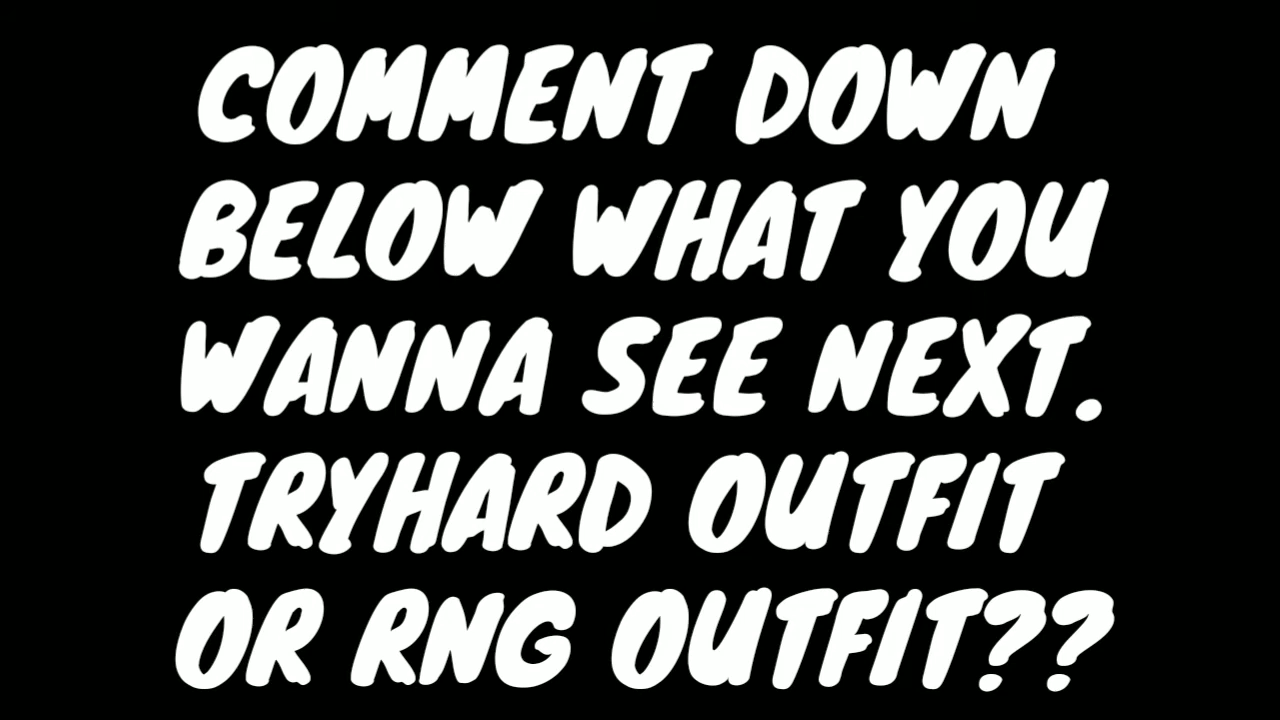 COMMENT DOWN
BELOW WHAT YOU
WANNA SEE NEXT.
TRYHARD OUTFIT
OR RNG OUTFIT??